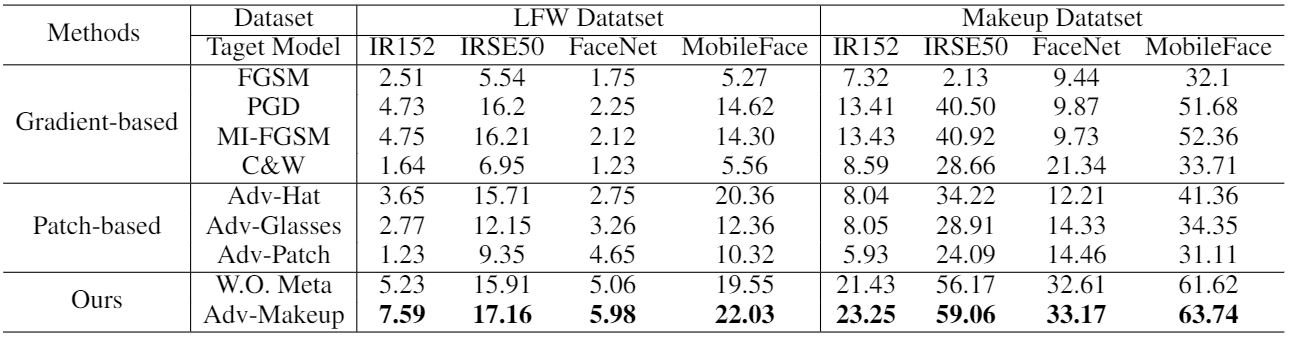 Methods Dataset LFW Datatset Makeup Datatset
Taget Model IR152 IRSE50 FaceNet MobileFace IR152 IRSE50 FaceNet MobileFace
Gradient-based FGSM 2.51 5.54 1.75 5.27 7.32 2.13 9.44 32.1
PGD 4.73 16.2 2.25 14.62 13.41 40.50 9.87 51.68
MI-FGSM 4.75 16.21 2.12 14.30 13.43 40.92 9.73 52.36
C&W 1.64 6.95 1.23 5.56 8.59 28.66 21.34 33.71
Patch-based Adv-Hat 3.65 15.71 2.75 20.36 8.04 34.22 12.21 41.36
Adv-Glasses 2.77 12.15 3.26 12.36 8.05 28.91 14.33 34.35
Adv-Patch 1.23 9.35 4.65 10.32 5.93 24.09 14.46 31.11
Ours W.O. Meta 5.23 15.91 5.06 19.55 21.43 56.17 32.61 61.62
Adv-Makeup 7.59 17.16 5.98 22.03 23.25 59.06 33.17 63.74